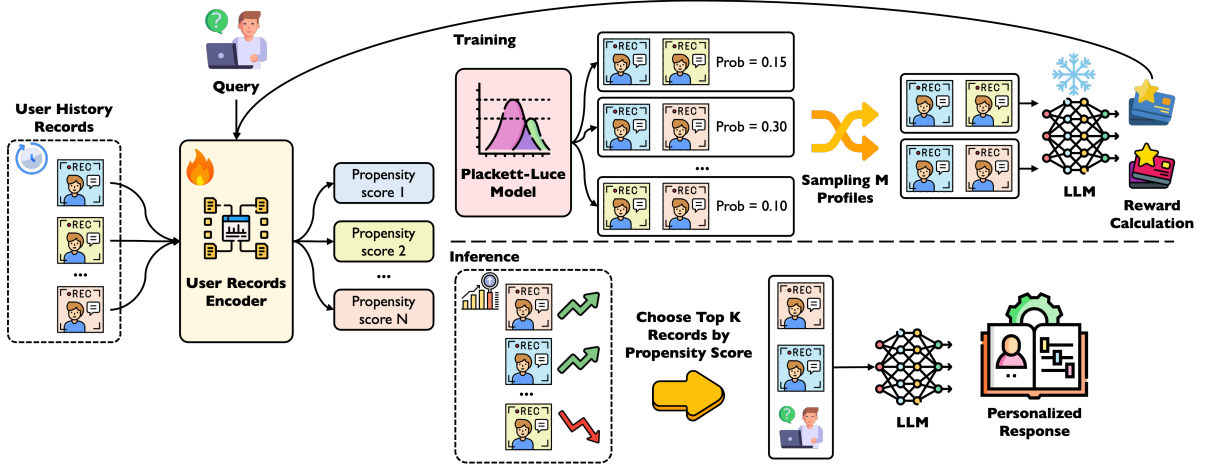 Query
User History
Records
REC
REC
...
REC
User Records
Encoder
Propensity
score 1
Propensity
score 2
...
Propensity
score N
Training
Plackett-Luce
Model
REC
REC
Prob = 0.15
REC
REC
Prob = 0.30
...
REC
REC
Prob = 0.10
Sampling M
Profiles
REC
REC
REC
REC
LLM
Reward
Calculation
Inference
REC
REC
...
REC
Choose Top K
Records by
Propensity Score
REC
REC
LLM
Personalized
Response